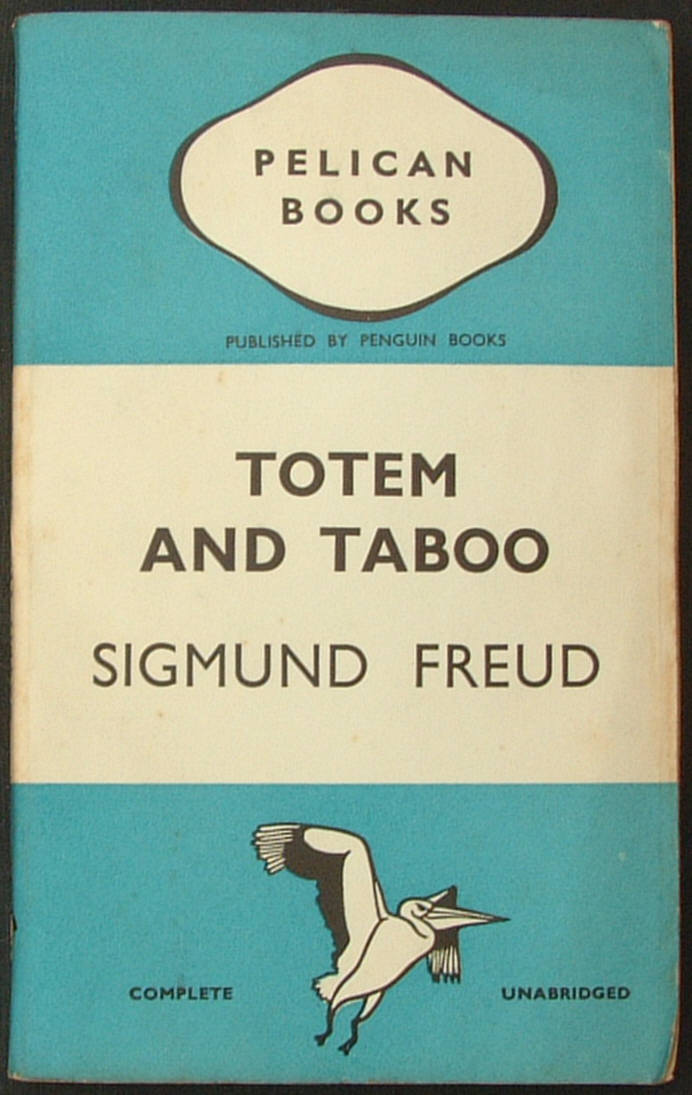 PELICAN
BOOKS
PUBLISHED BY PENGUIN BOOKS
TOTEM
AND TABOO
SIGMUND FREUD
COMPLETE UNABRIDGED